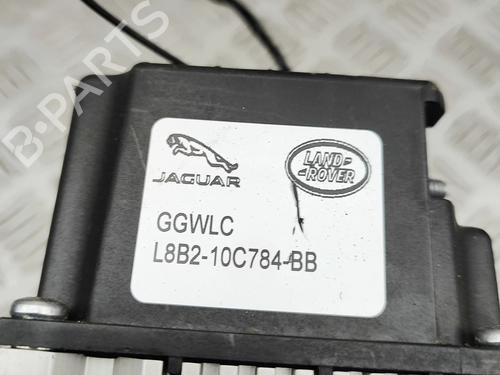 B-PARTS
JAGUAR
LAND-
ROVER
GGWLC
L8B2-10C784-BB